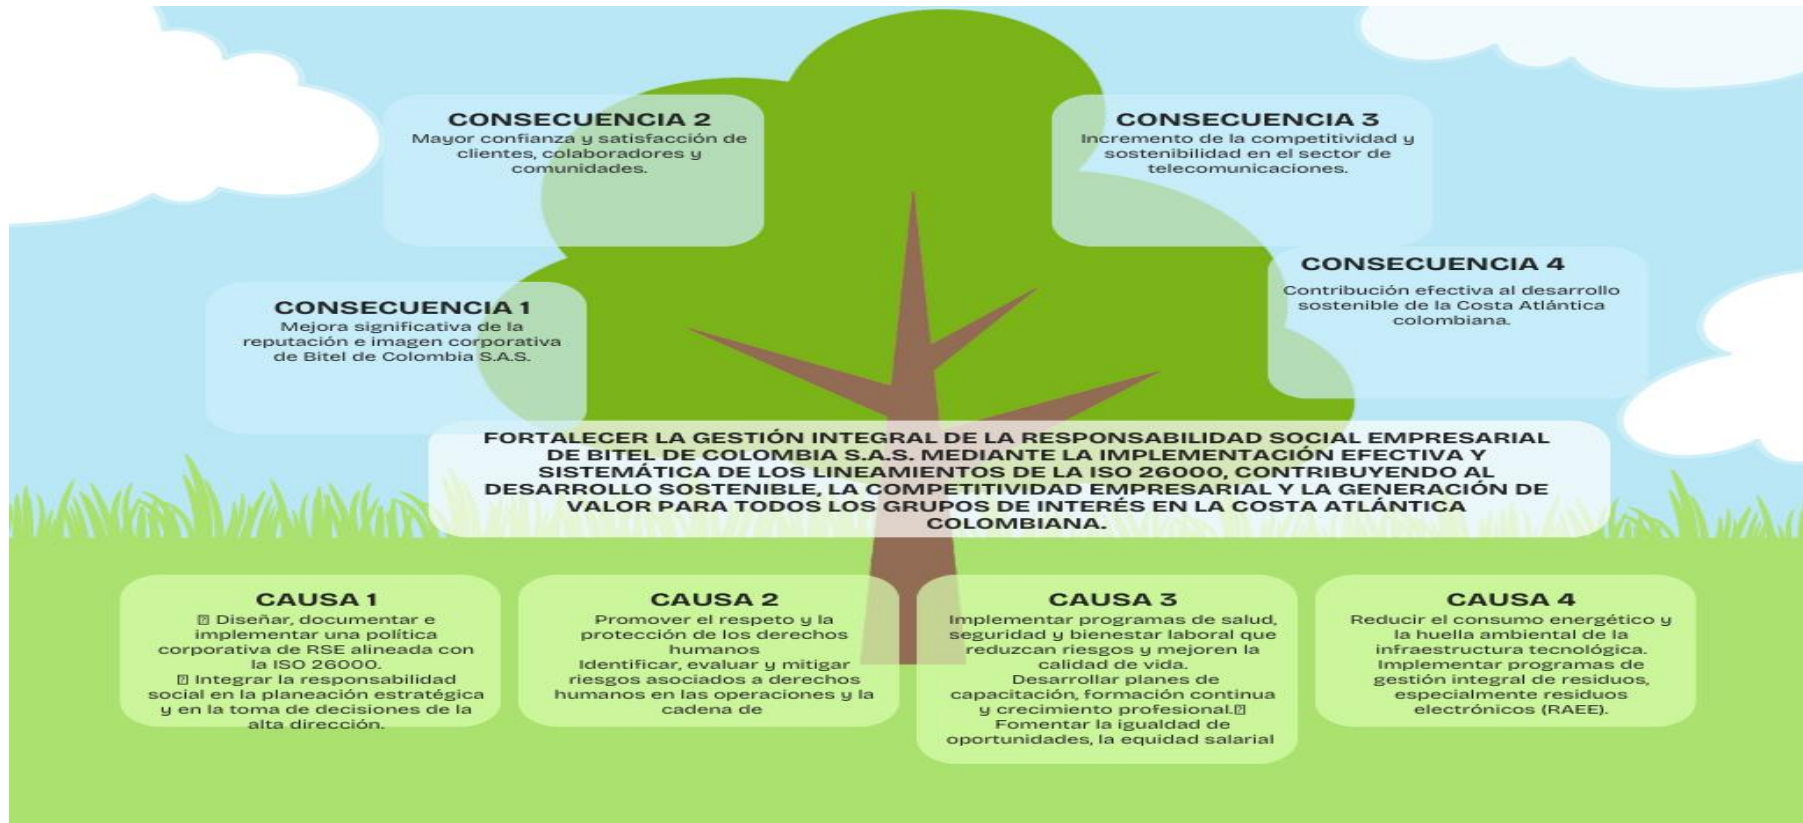 CONSECUENCIA 2
Mayor confianza y satisfacción de
clientes, colaboradores y
comunidades.
CONSECUENCIA 3
Incremento de la competitividad y
sostenibilidad en el sector de
telecomunicaciones.
CONSECUENCIA 1
Mejora significativa de la
reputación e imagen corporativa
de Bitel de Colombia S.A.S.
CONSECUENCIA 4
Contribución efectiva al desarrollo
sostenible de la Costa Atlántica
colombiana.
FORTALECER LA GESTIÓN INTEGRAL DE LA RESPONSABILIDAD SOCIAL EMPRESARIAL
DE BITEL DE COLOMBIA S.A.S. MEDIANTE LA IMPLEMENTACIÓN EFECTIVA Y
SISTEMÁTICA DE LOS LINEAMIENTOS DE LA ISO 26000, CONTRIBUYENDO AL
DESARROLLO SOSTENIBLE, LA COMPETITIVIDAD EMPRESARIAL Y LA GENERACIÓN DE
VALOR PARA TODOS LOS GRUPOS DE INTERÉS EN LA COSTA ATLÁNTICA
COLOMBIANA.
CAUSA 1
Diseñar, documentar e
implementar una política
corporativa de RSE alineada con
la ISO 26000.
Integrar la responsabilidad
social en la planeación estratégica
y en la toma de decisiones de la
alta dirección.
CAUSA 2
Promover el respeto y la
protección de los derechos
humanos
Identificar, evaluar y mitigar
riesgos asociados a derechos
humanos en las operaciones y la
cadena de
CAUSA 3
Implementar programas de salud,
seguridad y bienestar laboral que
reduzcan riesgos y mejoren la
calidad de vida.
Desarrollar planes de
capacitación, formación continua
y crecimiento profesional.
Fomentar la igualdad de
oportunidades, la equidad salarial
CAUSA 4
Reducir el consumo energético y
la huella ambiental de la
infraestructura tecnológica.
Implementar programas de
gestión integral de residuos,
especialmente residuos
electrónicos (RAEE).